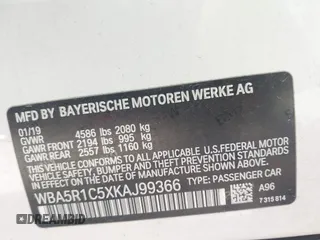 MFD BY BAYERISCHE MOTOREN WERKE AG
01/19
GVWR 4586 lbs 2080 kg
GAWR FRONT 2194 lbs 995 kg
GAWR REAR 2557 lbs 1160 kg
THIS VEHICLE CONFORMS TO ALL APPLICABLE
U.S.FEDERAL MOTOR
VEHICLE SAFETY, BUMPER, AND THEFT PREVENTION
STANDARDS IN EFFECT ON THE DATE OF
MANUFACTURE SHOWN ABOVE.
WBA5R1C5XKAJ99366
TYPE: PASSENGER CAR
A96
7 315 814